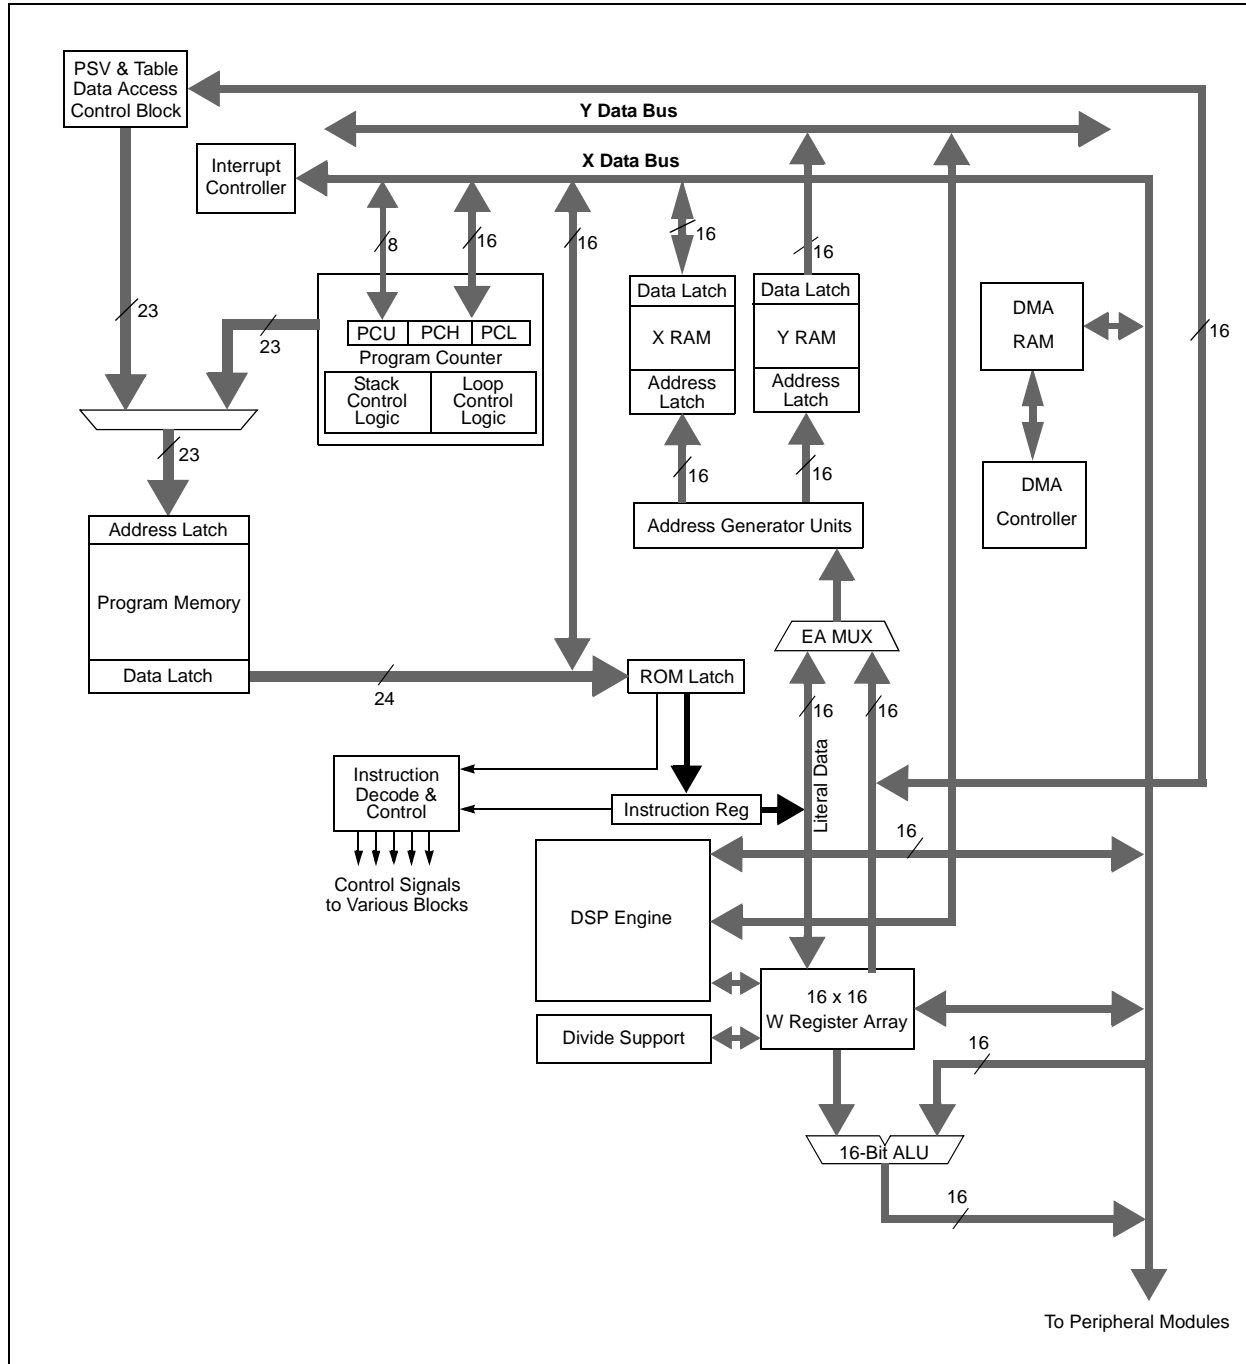 PSV & Table
Data Access
Control Block
Y Data Bus
Interrupt
Controller
X Data Bus
8
16
16
16
16
23
23
16
PCU
PCH
PCL
Program Counter
Stack
Control
Logic
Loop
Control
Logic
Data Latch
X RAM
Address
Latch
Data Latch
Y RAM
Address
Latch
DMA
RAM
23
16
16
DMA
Controller
Address Latch
Program Memory
Data Latch
Address Generator Units
EA MUX
24
ROM Latch
16
16
Literal Data
Instruction
Decode &
Control
Instruction Reg
Control Signals
to Various Blocks
16
DSP Engine
16 x 16
W Register Array
Divide Support
16
16-Bit ALU
16
To Peripheral Modules